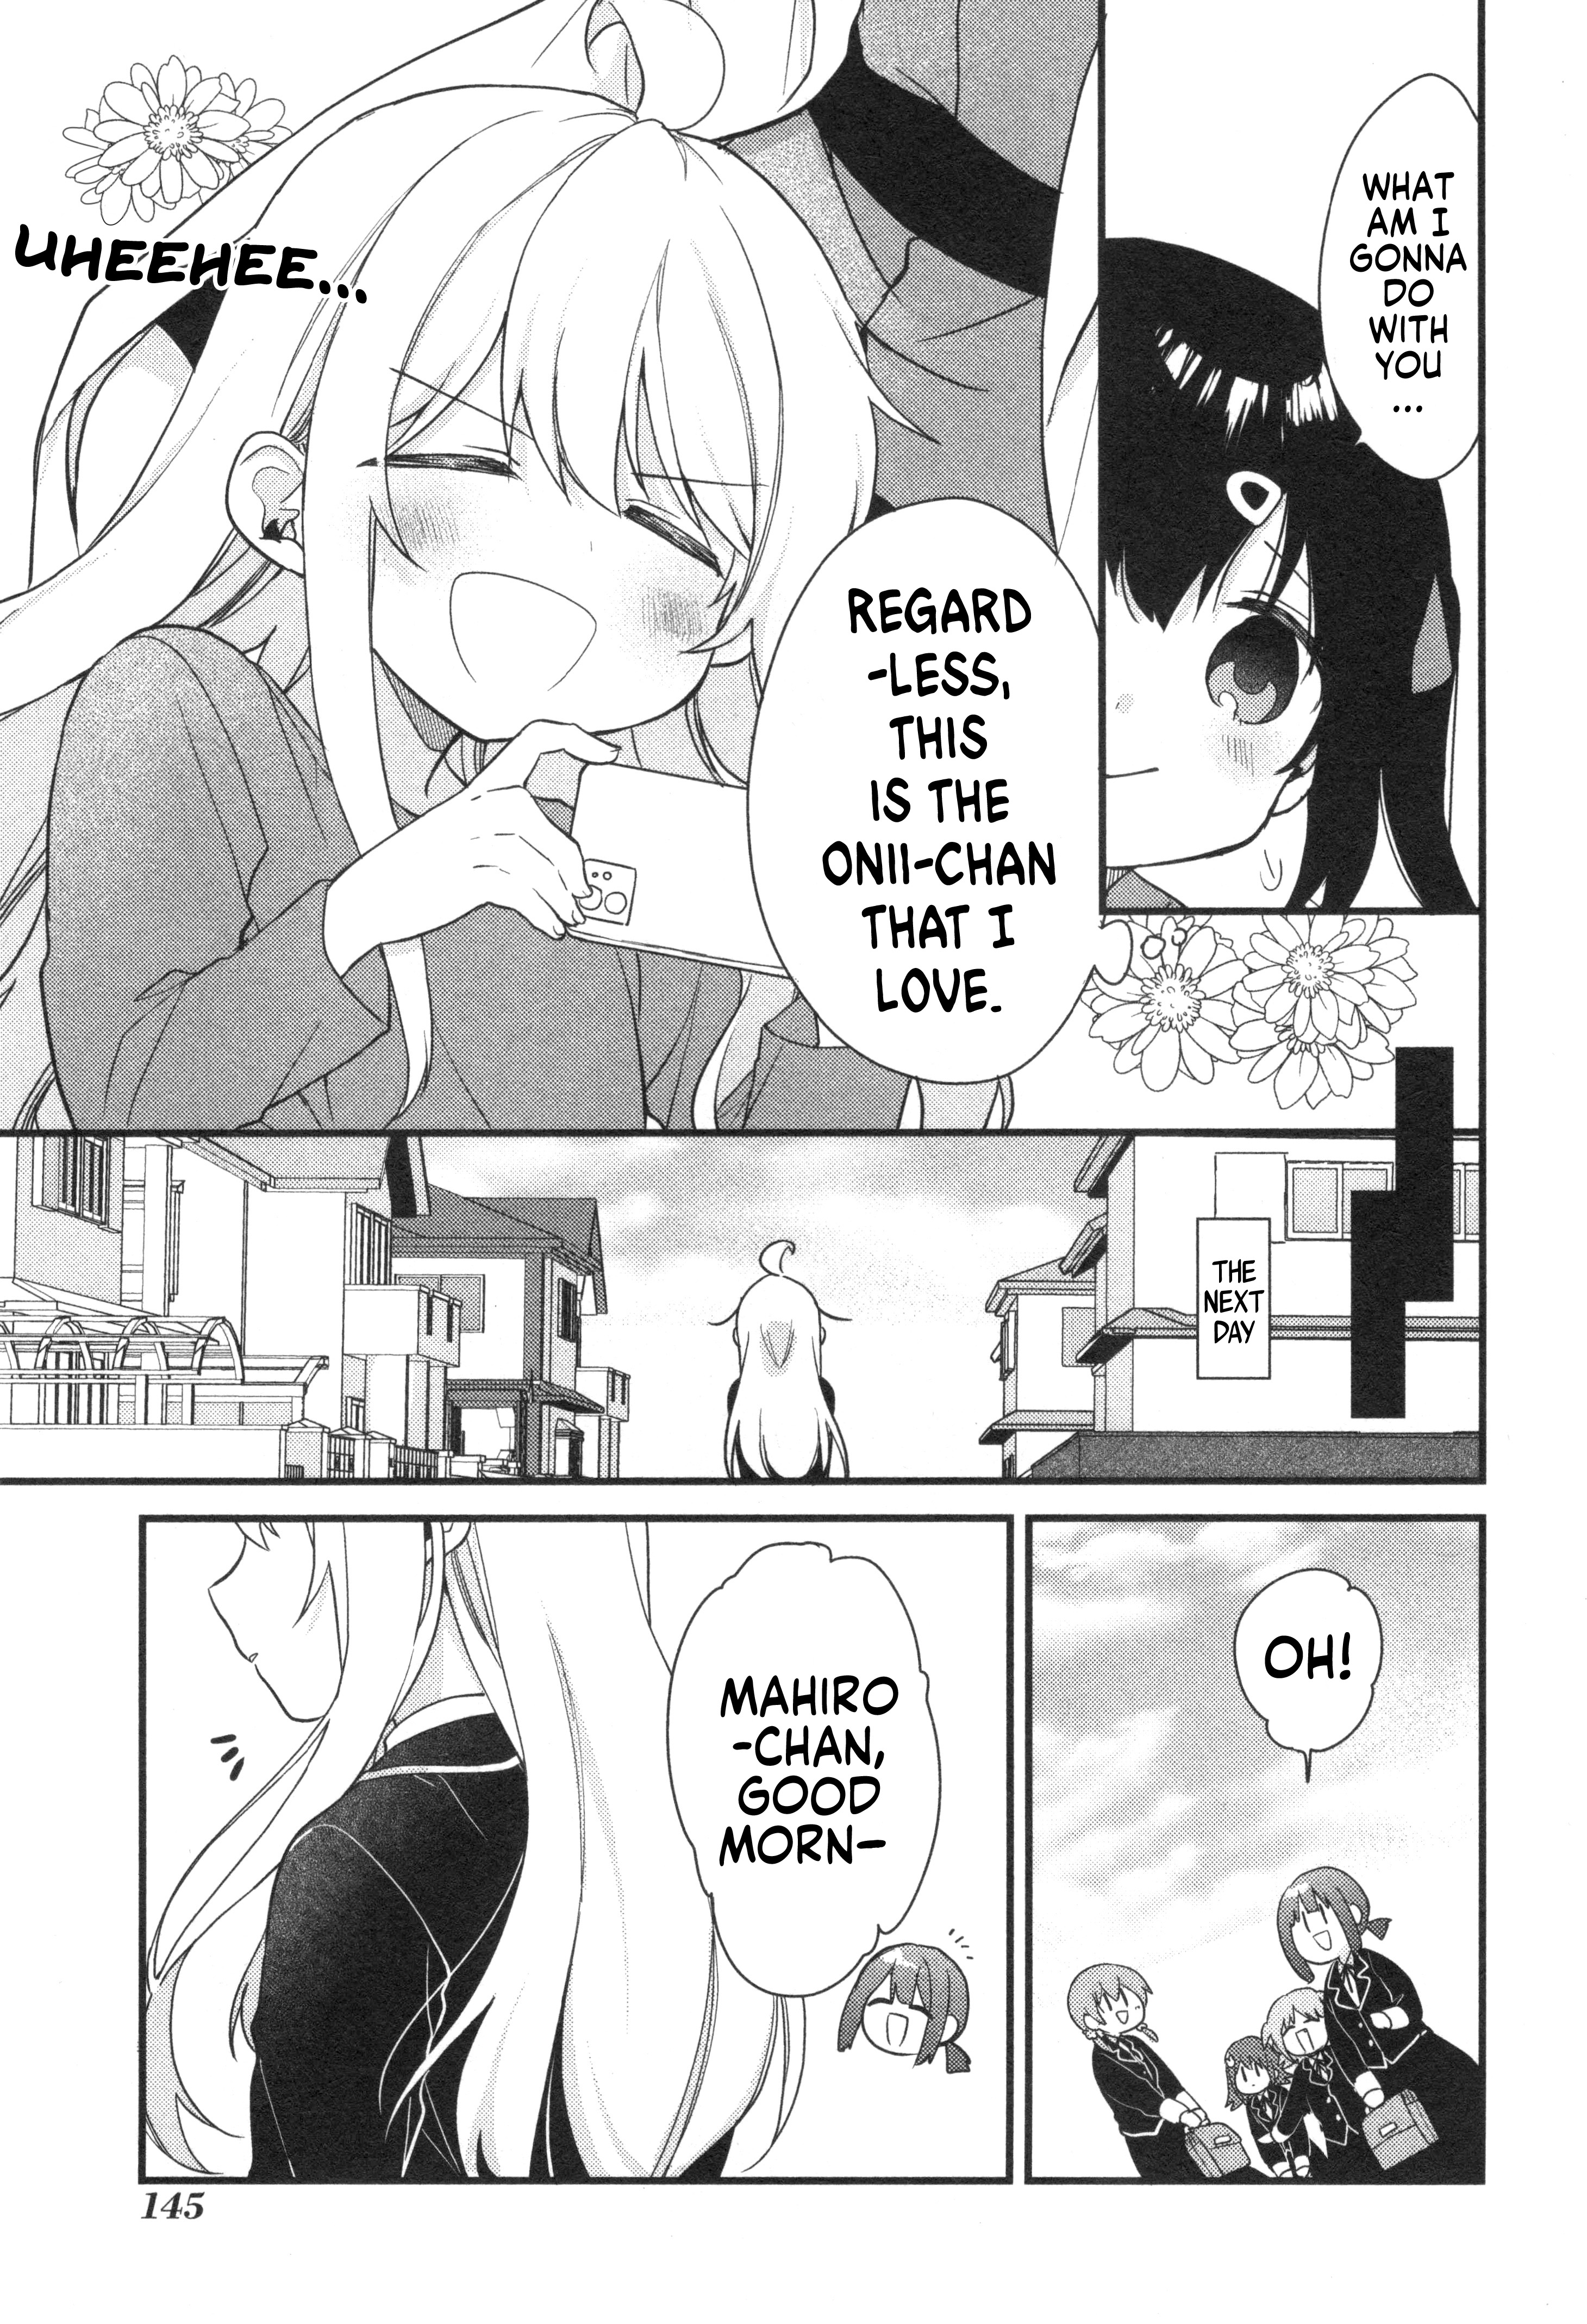 WHAT
AM I
GONNA
DO
WITH
YOU
...
UHEEHEE...
REGARD
-LESS,
THIS
IS THE
ONII-CHAN
THAT I
LOVE.
THE
NEXT
DAY
OH!
MAHIRO
-CHAN,
GOOD
MORN—
145